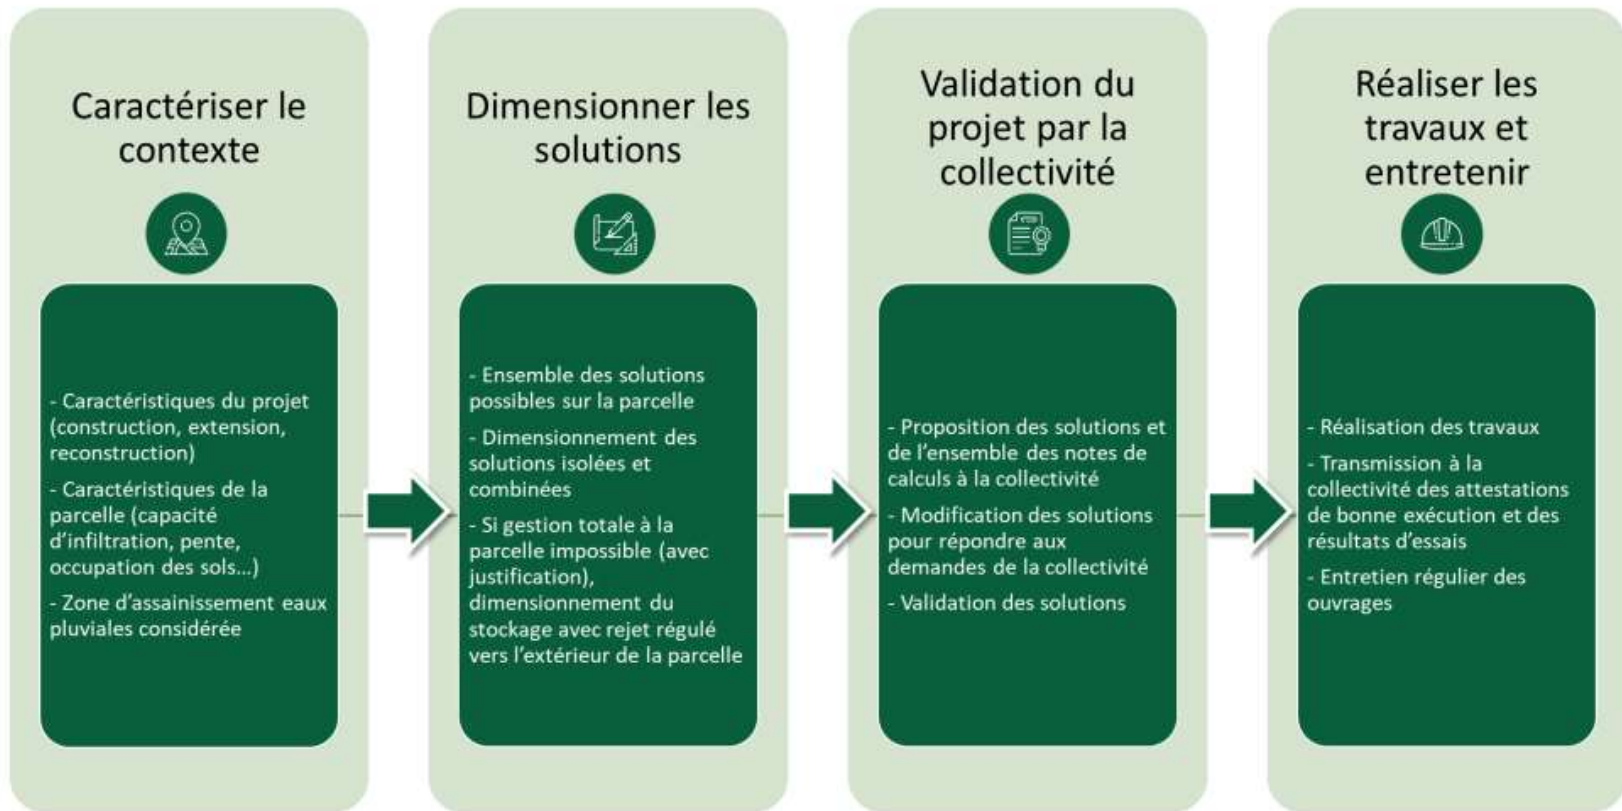 Caractériser le
contexte
- Caractéristiques du projet
(construction, extension,
reconstruction)
- Caractéristiques de la
parcelle (capacité
d'infiltration, pente,
occupation des sols...)
- Zone d'assainissement eaux
pluviales considérée
Dimensionner les
solutions
- Ensemble des solutions
possibles sur la parcelle
- Dimensionnement des
solutions isolées et
combinées
- Si gestion totale à la
parcelle impossible (avec
justification),
dimensionnement du
stockage avec rejet régulé
vers l'extérieur de la parcelle
Validation du
projet par la
collectivité
- Proposition des solutions et
de l'ensemble des notes de
calculs à la collectivité
- Modification des solutions
pour répondre aux
demandes de la collectivité
- Validation des solutions
Réaliser les
travaux et
entretenir
- Réalisation des travaux
- Transmission à la
collectivité des attestations
de bonne exécution et des
résultats d'essais
- Entretien régulier des
ouvrages